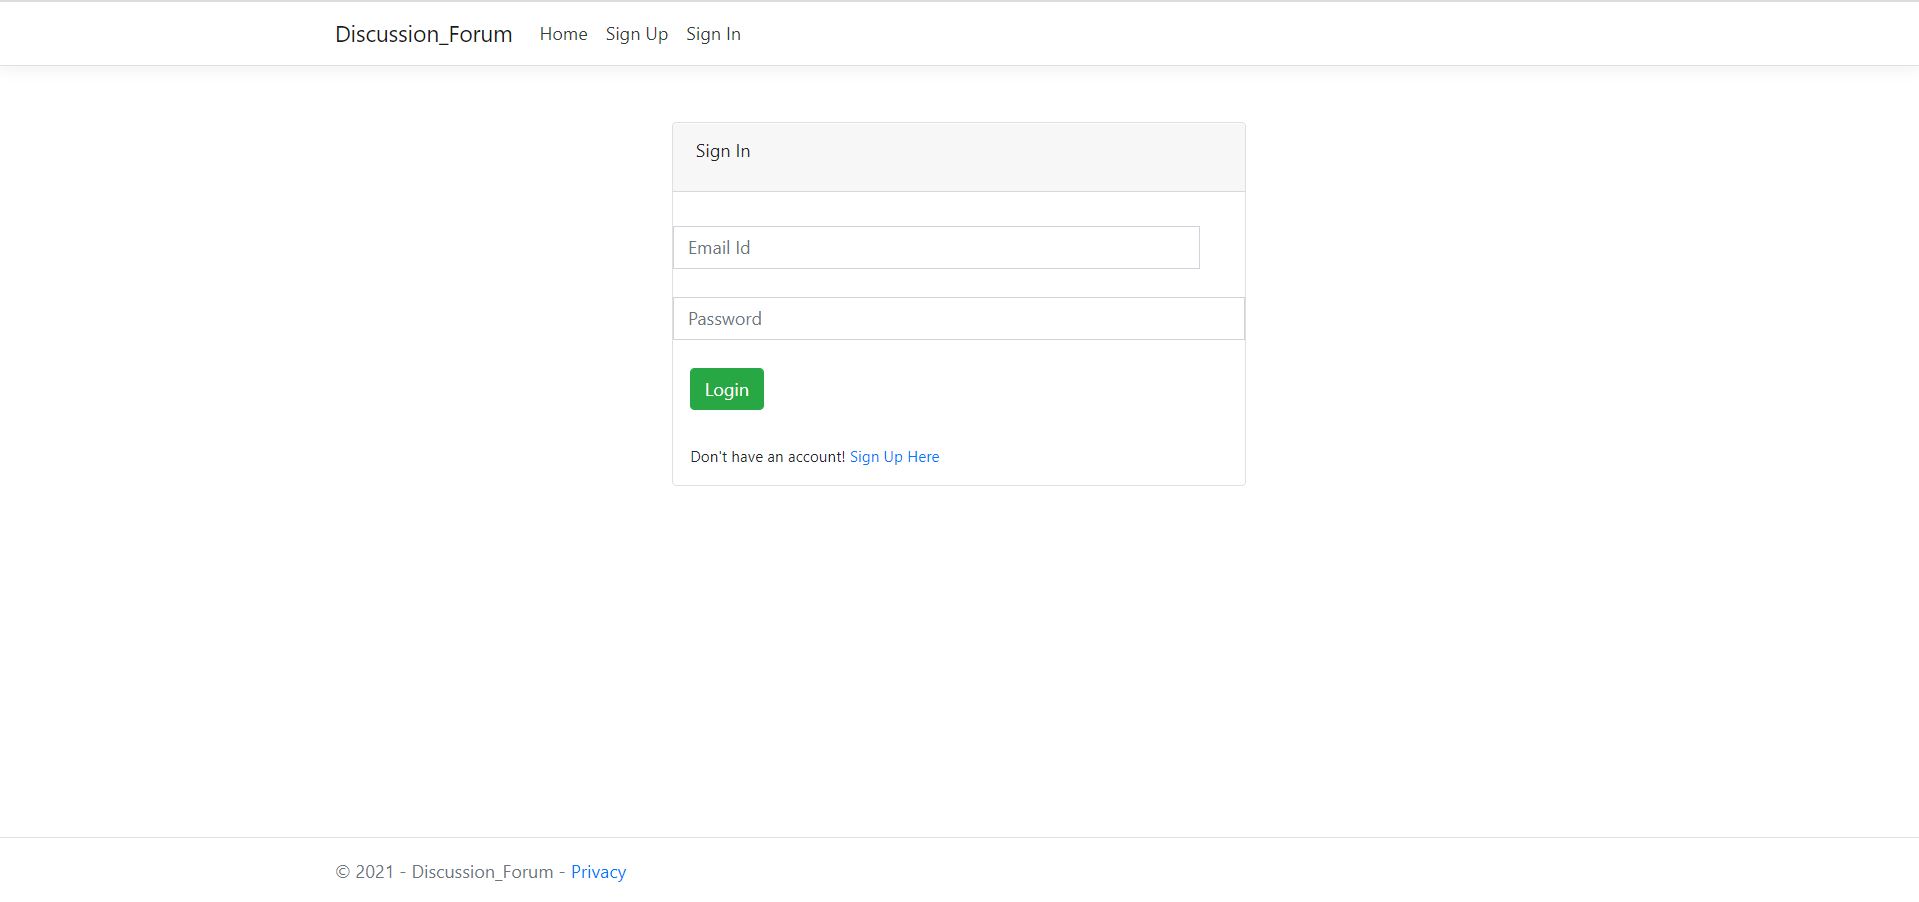 Discussion_Forum Home Sign Up Sign In
Sign In
Email Id
Password
Login
Don't have an account! Sign Up Here
© 2021 - Discussion_Forum - Privacy